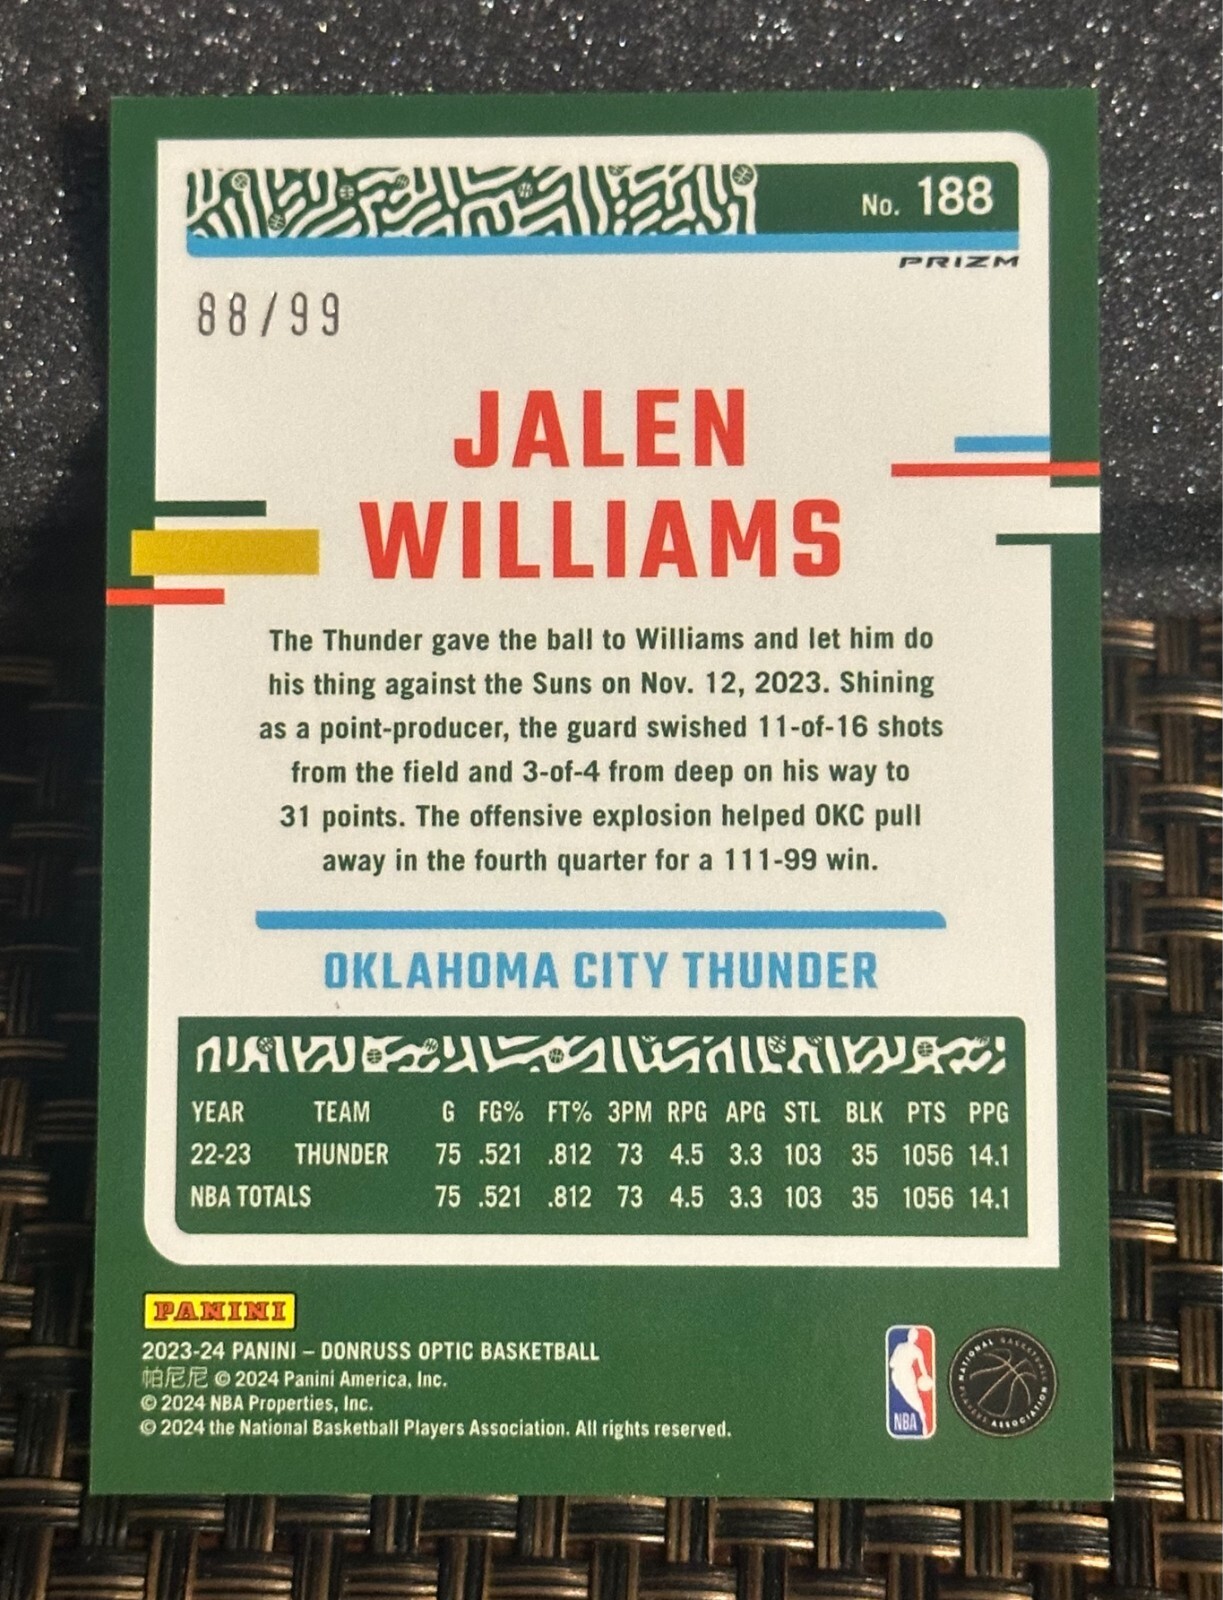 No. 188
PRIZM
88/99
JALEN
WILLIAMS
The Thunder gave the ball to Williams and let him do
his thing against the Suns on Nov. 12, 2023. Shining
as a point-producer, the guard swished 11-of-16 shots
from the field and 3-of-4 from deep on his way to
31 points. The offensive explosion helped OKC pull
away in the fourth quarter for a 111-99 win.
OKLAHOMA CITY THUNDER
YEAR TEAM G FG% FT% 3PM RPG APG STL BLK PTS PPG
22-23 THUNDER 75 .521 .812 73 4.5 3.3 103 35 1056 14.1
NBA TOTALS 75 .521 .812 73 4.5 3.3 103 35 1056 14.1
PANINI
2023-24 PANINI – DONRUSS OPTIC BASKETBALL
帕尼尼 © 2024 Panini America, Inc.
© 2024 NBA Properties, Inc.
© 2024 the National Basketball Players Association. All rights reserved.
NBA
NATIONAL BASKETBALL PLAYERS ASSOCIATION